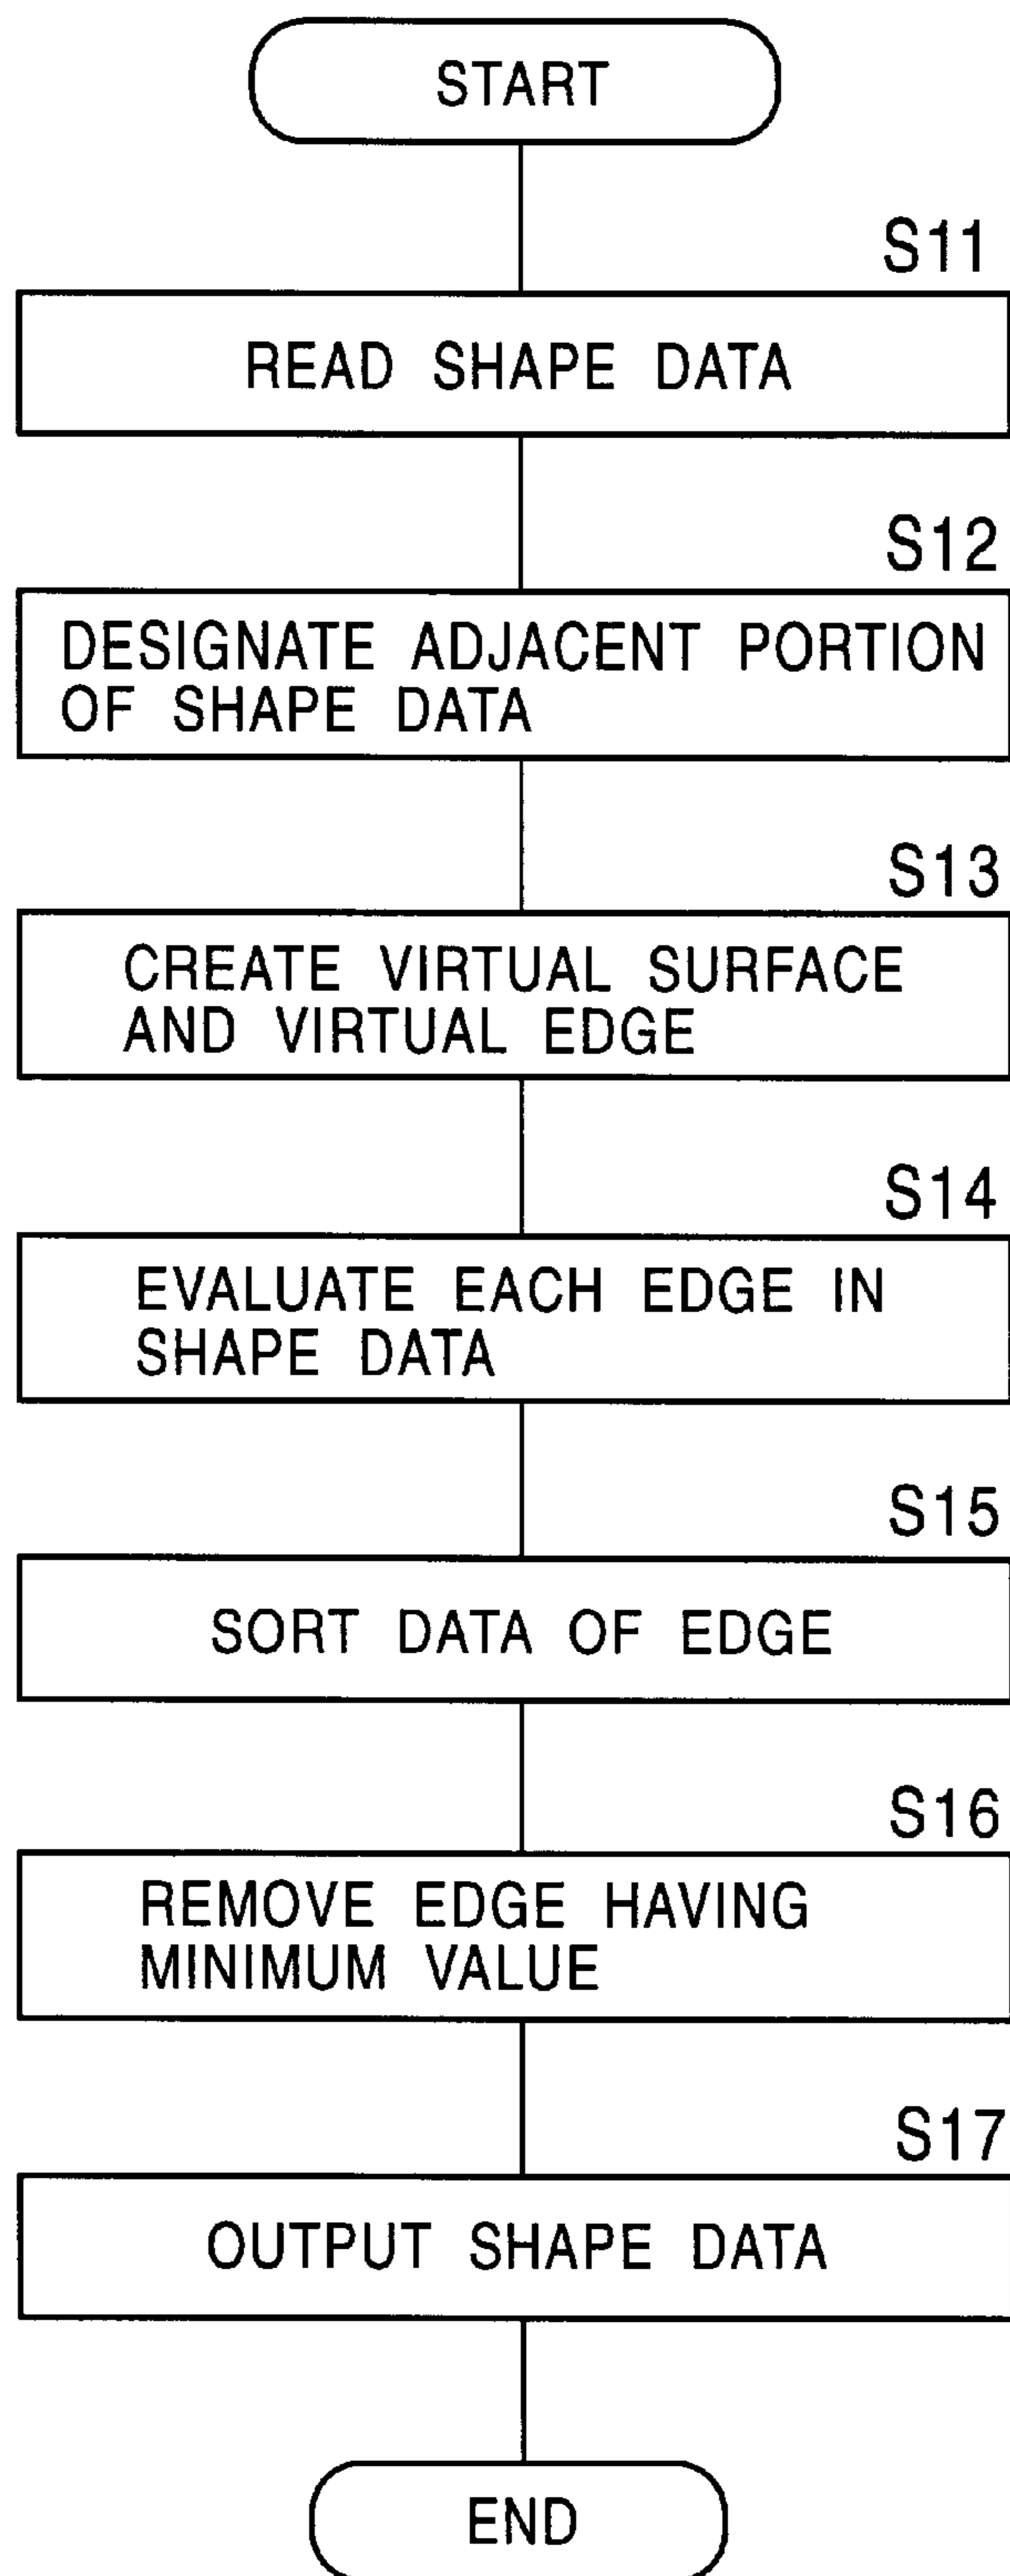 START
S11
READ SHAPE DATA
S12
DESIGNATE ADJACENT PORTION
OF SHAPE DATA
S13
CREATE VIRTUAL SURFACE
AND VIRTUAL EDGE
S14
EVALUATE EACH EDGE IN
SHAPE DATA
S15
SORT DATA OF EDGE
S16
REMOVE EDGE HAVING
MINIMUM VALUE
S17
OUTPUT SHAPE DATA
END